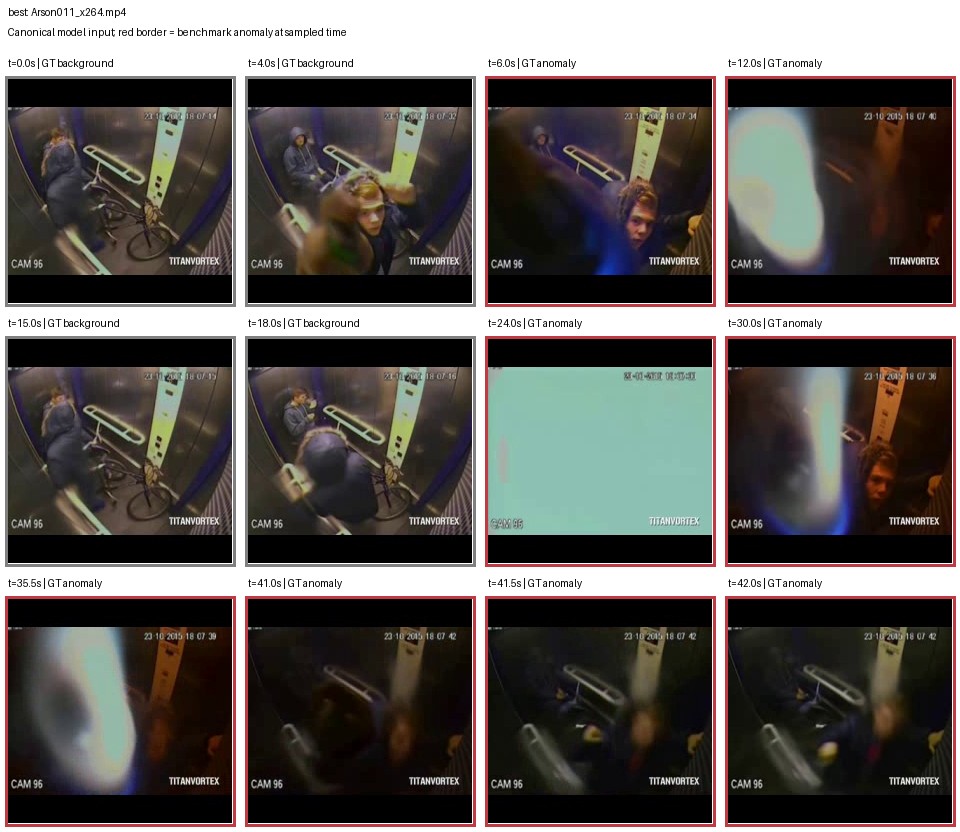 best: Arson011_x264.mp4
Canonical model input; red border = benchmark anomaly at sampled time
t=0.0s | GT background
t=4.0s | GT background
t=6.0s | GT anomaly
t=12.0s | GT anomaly
CAM 96
TITANVORTEX
CAM 96
TITANVORTEX
CAM 96
TITANVORTEX
23-10-2015 18 07 40
CAM 96
TITANVORTEX
t=15.0s | GT background
t=18.0s | GT background
t=24.0s | GT anomaly
t=30.0s | GT anomaly
CAM 96
TITANVORTEX
CAM 96
TITANVORTEX
CAM 96
TITANVORTEX
CAM 96
TITANVORTEX
t=35.5s | GT anomaly
t=41.0s | GT anomaly
t=41.5s | GT anomaly
t=42.0s | GT anomaly
23-10-2015 18 07 39
CAM 96
TITANVORTEX
23-10-2015 18 07 42
CAM 96
TITANVORTEX
23-10-2015 18 07 42
CAM 96
TITANVORTEX
23-10-2015 18 07 42
CAM 96
TITANVORTEX